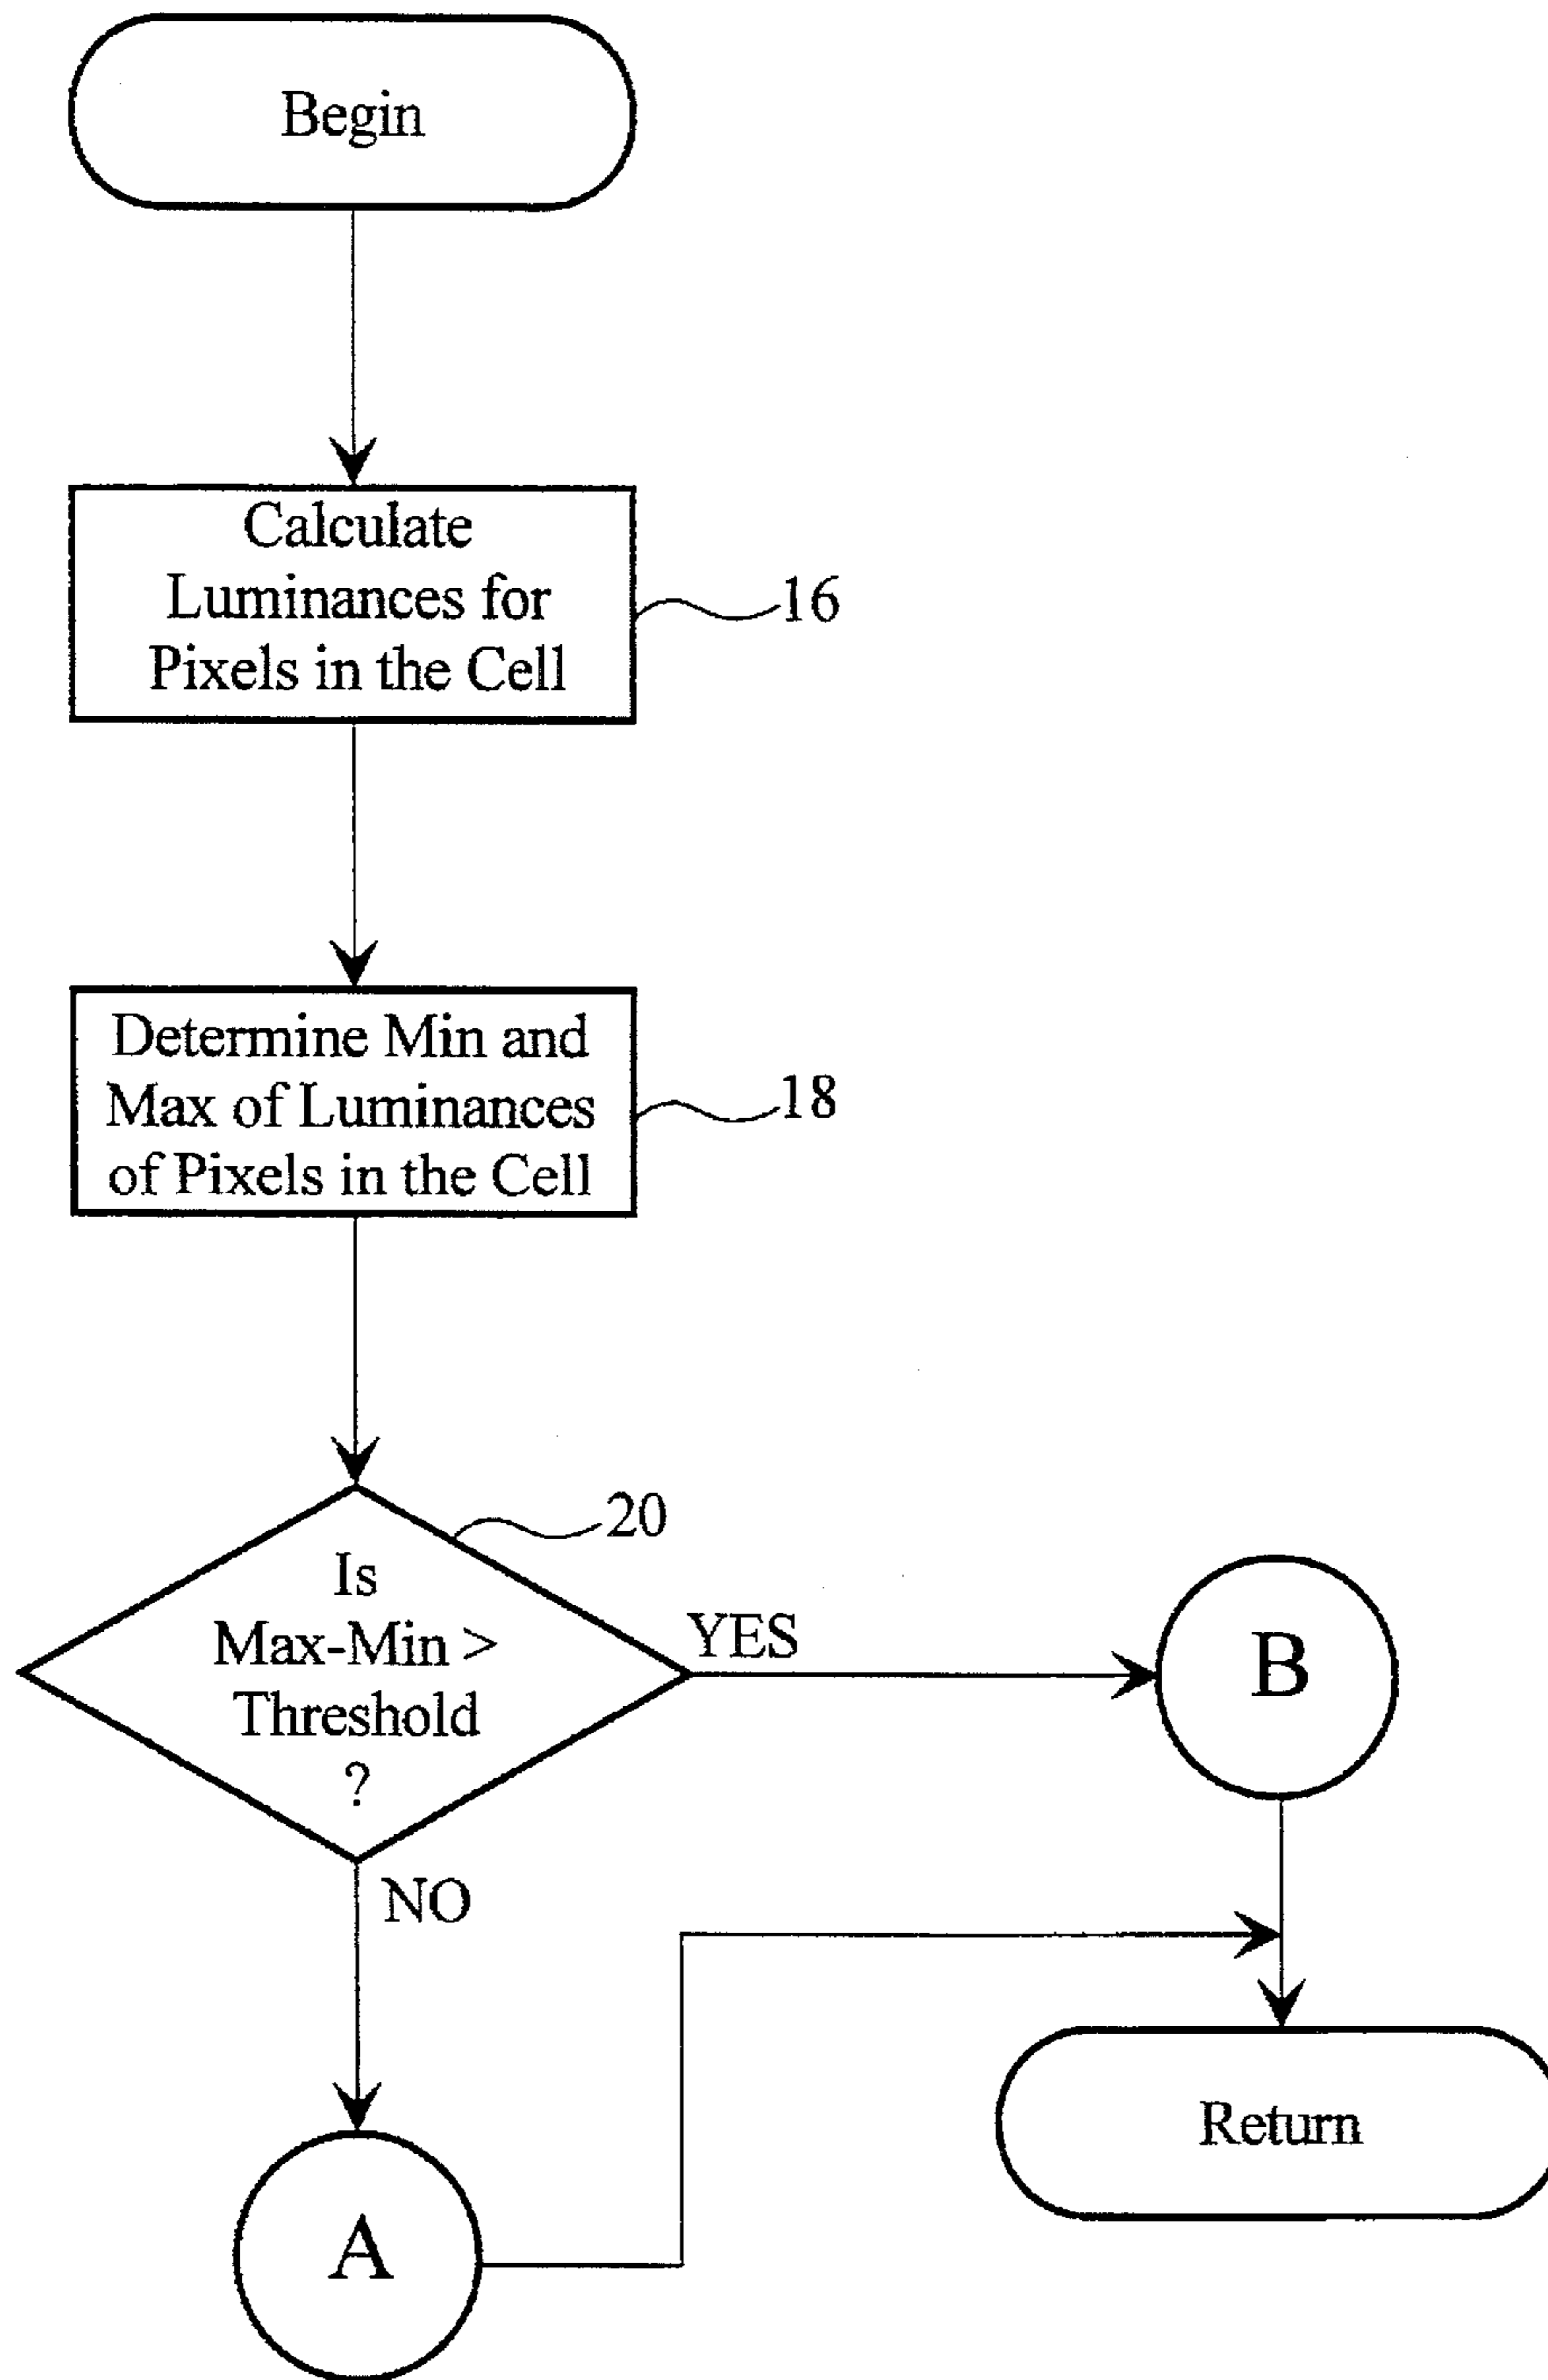 Begin
Calculate
Luminances for
Pixels in the Cell
16
Determine Min and
Max of Luminances
of Pixels in the Cell
18
20
Is
Max-Min >
Threshold
?
YES
B
NO
Return
A